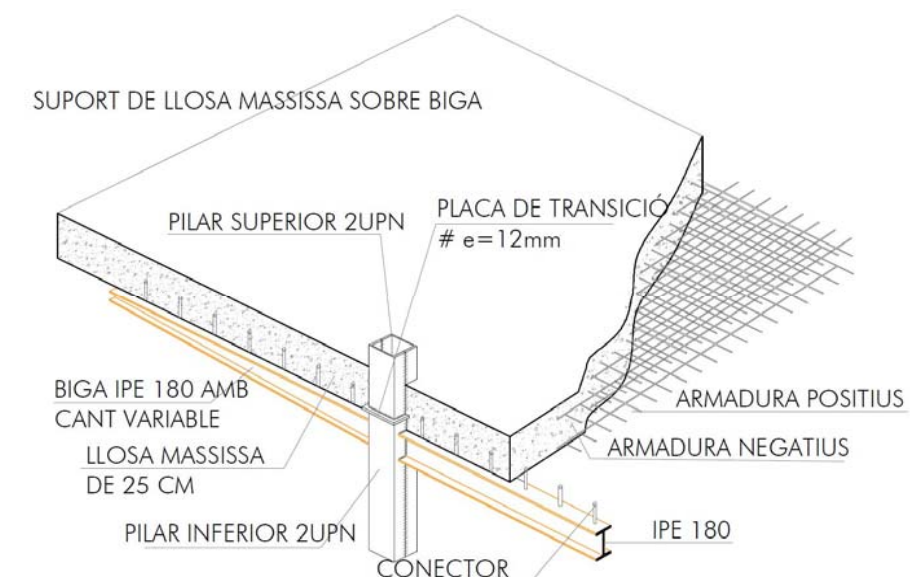 SUPORT DE LLOSA MASSISSA SOBRE BIGA
PILAR SUPERIOR 2UPN
PLACA DE TRANSICIÓ
# e=12mm
BIGA IPE 180 AMB
CANT VARIABLE
LLOSA MASSISSA
DE 25 CM
PILAR INFERIOR 2UPN
CONECTOR
IPE 180
ARMADURA POSITIUS
ARMADURA NEGATIUS